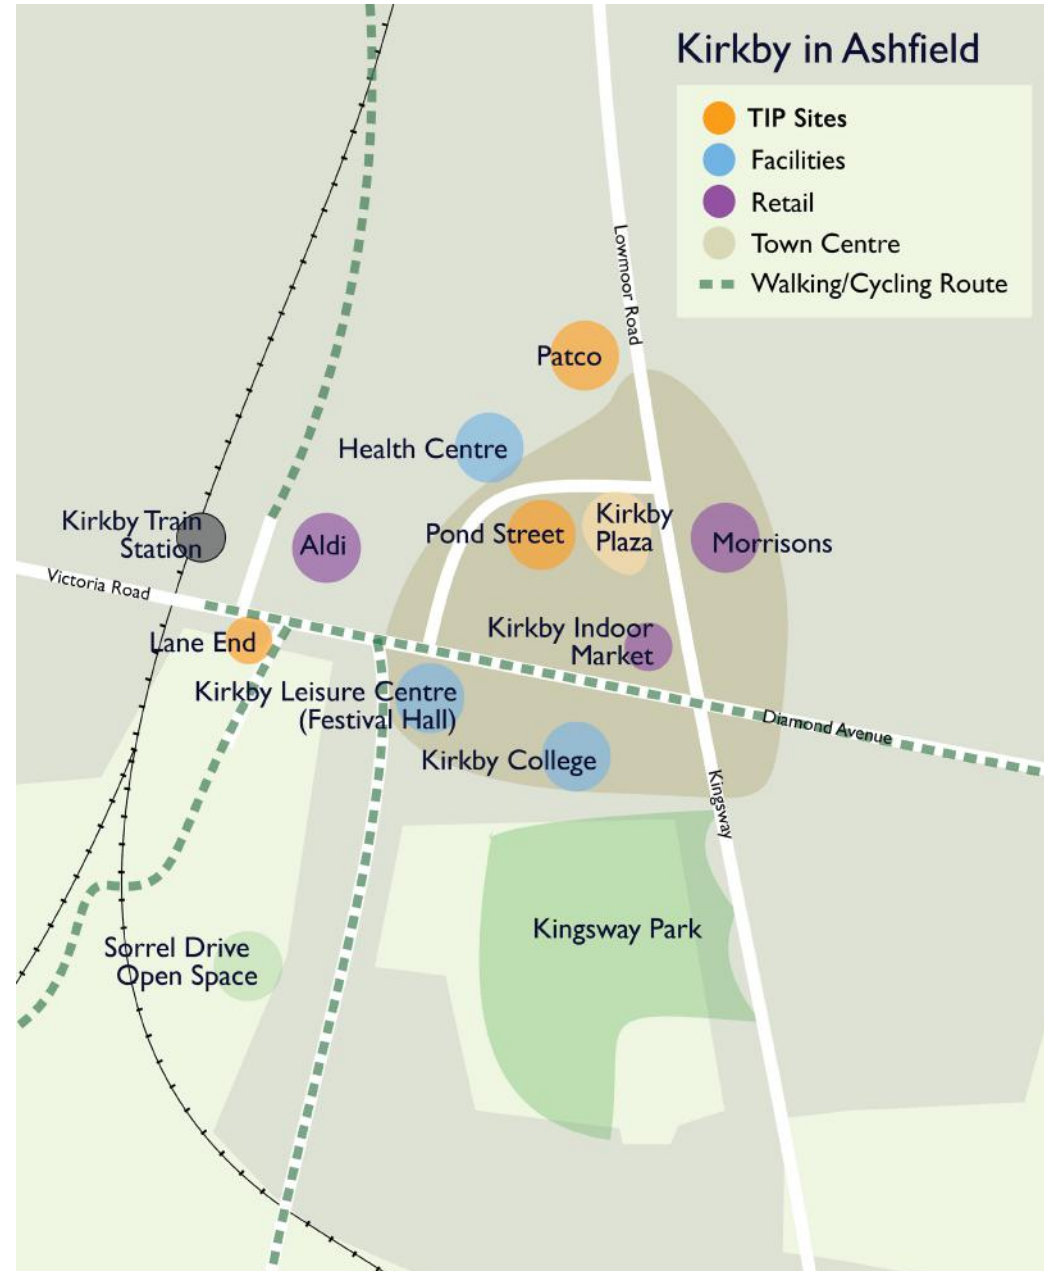 Kirkby in Ashfield
TIP Sites
Facilities
Retail
Town Centre
Walking/Cycling Route
Lowmoor Road
Patco
Health Centre
Kirkby Train
Station
Aldi
Pond Street
Kirkby
Plaza
Morrisons
Victoria Road
Lane End
Kirkby Indoor
Market
Kirkby Leisure Centre
(Festival Hall)
Diamond Avenue
Kirkby College
Kingsway
Kingsway Park
Sorrel Drive
Open Space